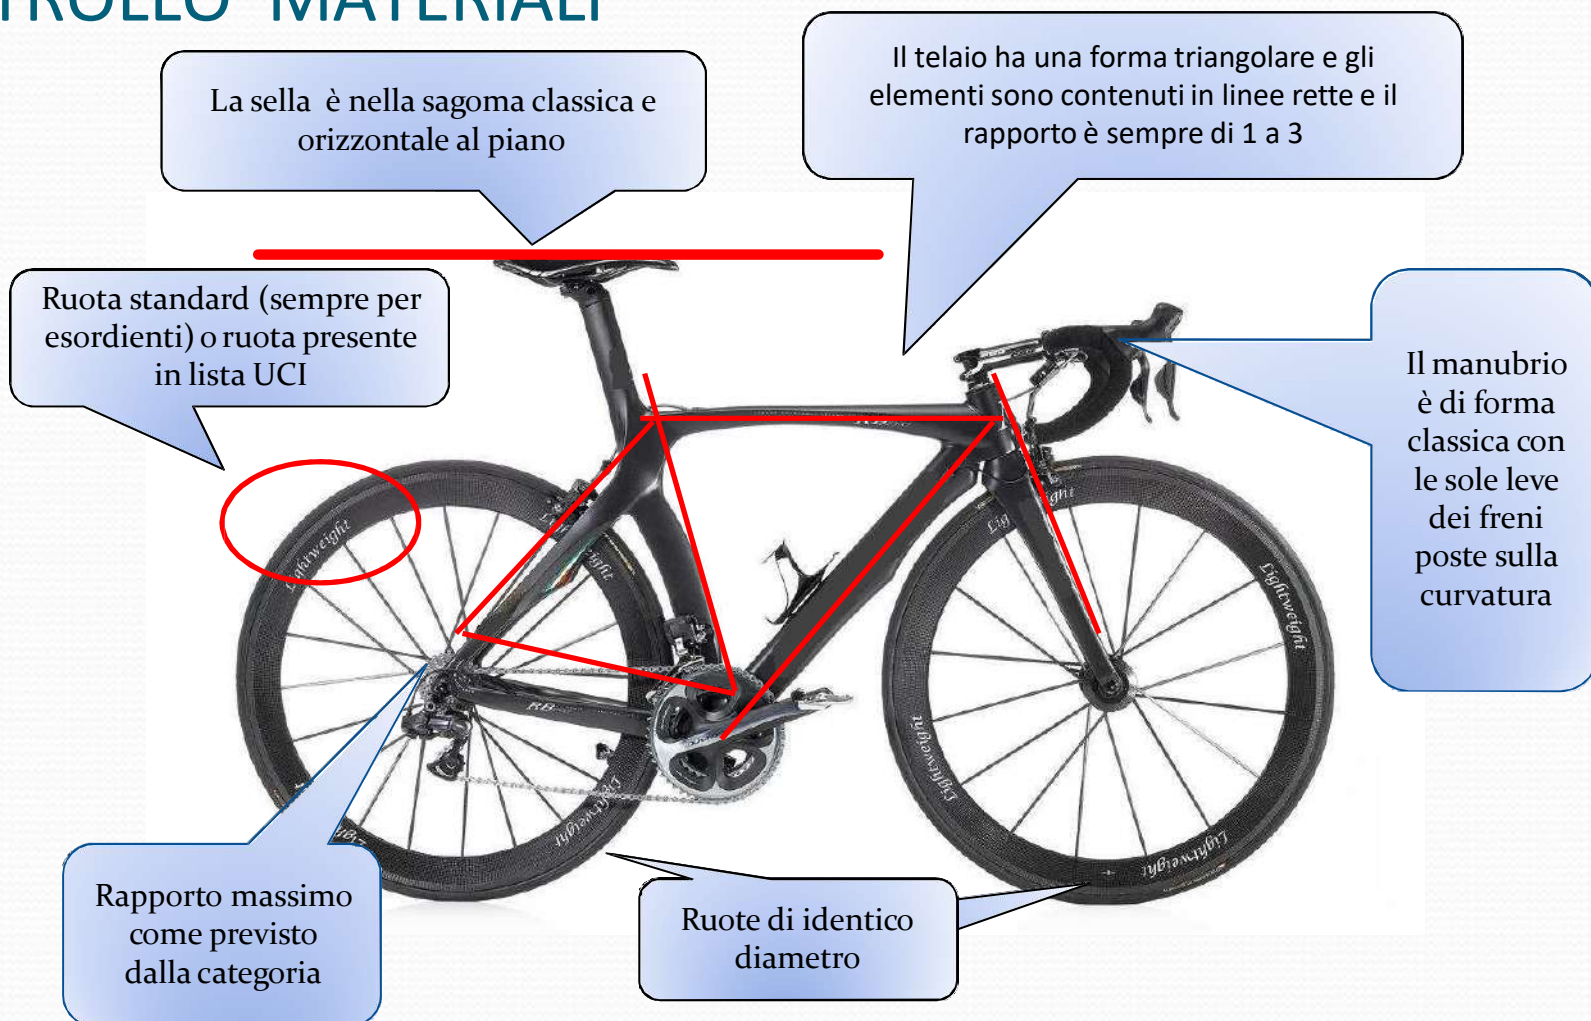 TROLLO MATERIALI
La sella è nella sagoma classica e
orizzontale al piano
Il telaio ha una forma triangolare e gli
elementi sono contenuti in linee rette e il
rapporto è sempre di 1 a 3
Ruota standard (sempre per
esordienti) o ruota presente
in lista UCI
Il manubrio
è di forma
classica con
le sole leve
dei freni
poste sulla
curvatura
Lightweight
Lightweight
Lightweight
Lightweight
Lightweight
Lightweight
RB
Rapporto massimo
come previsto
dalla categoria
Ruote di identico
diametro